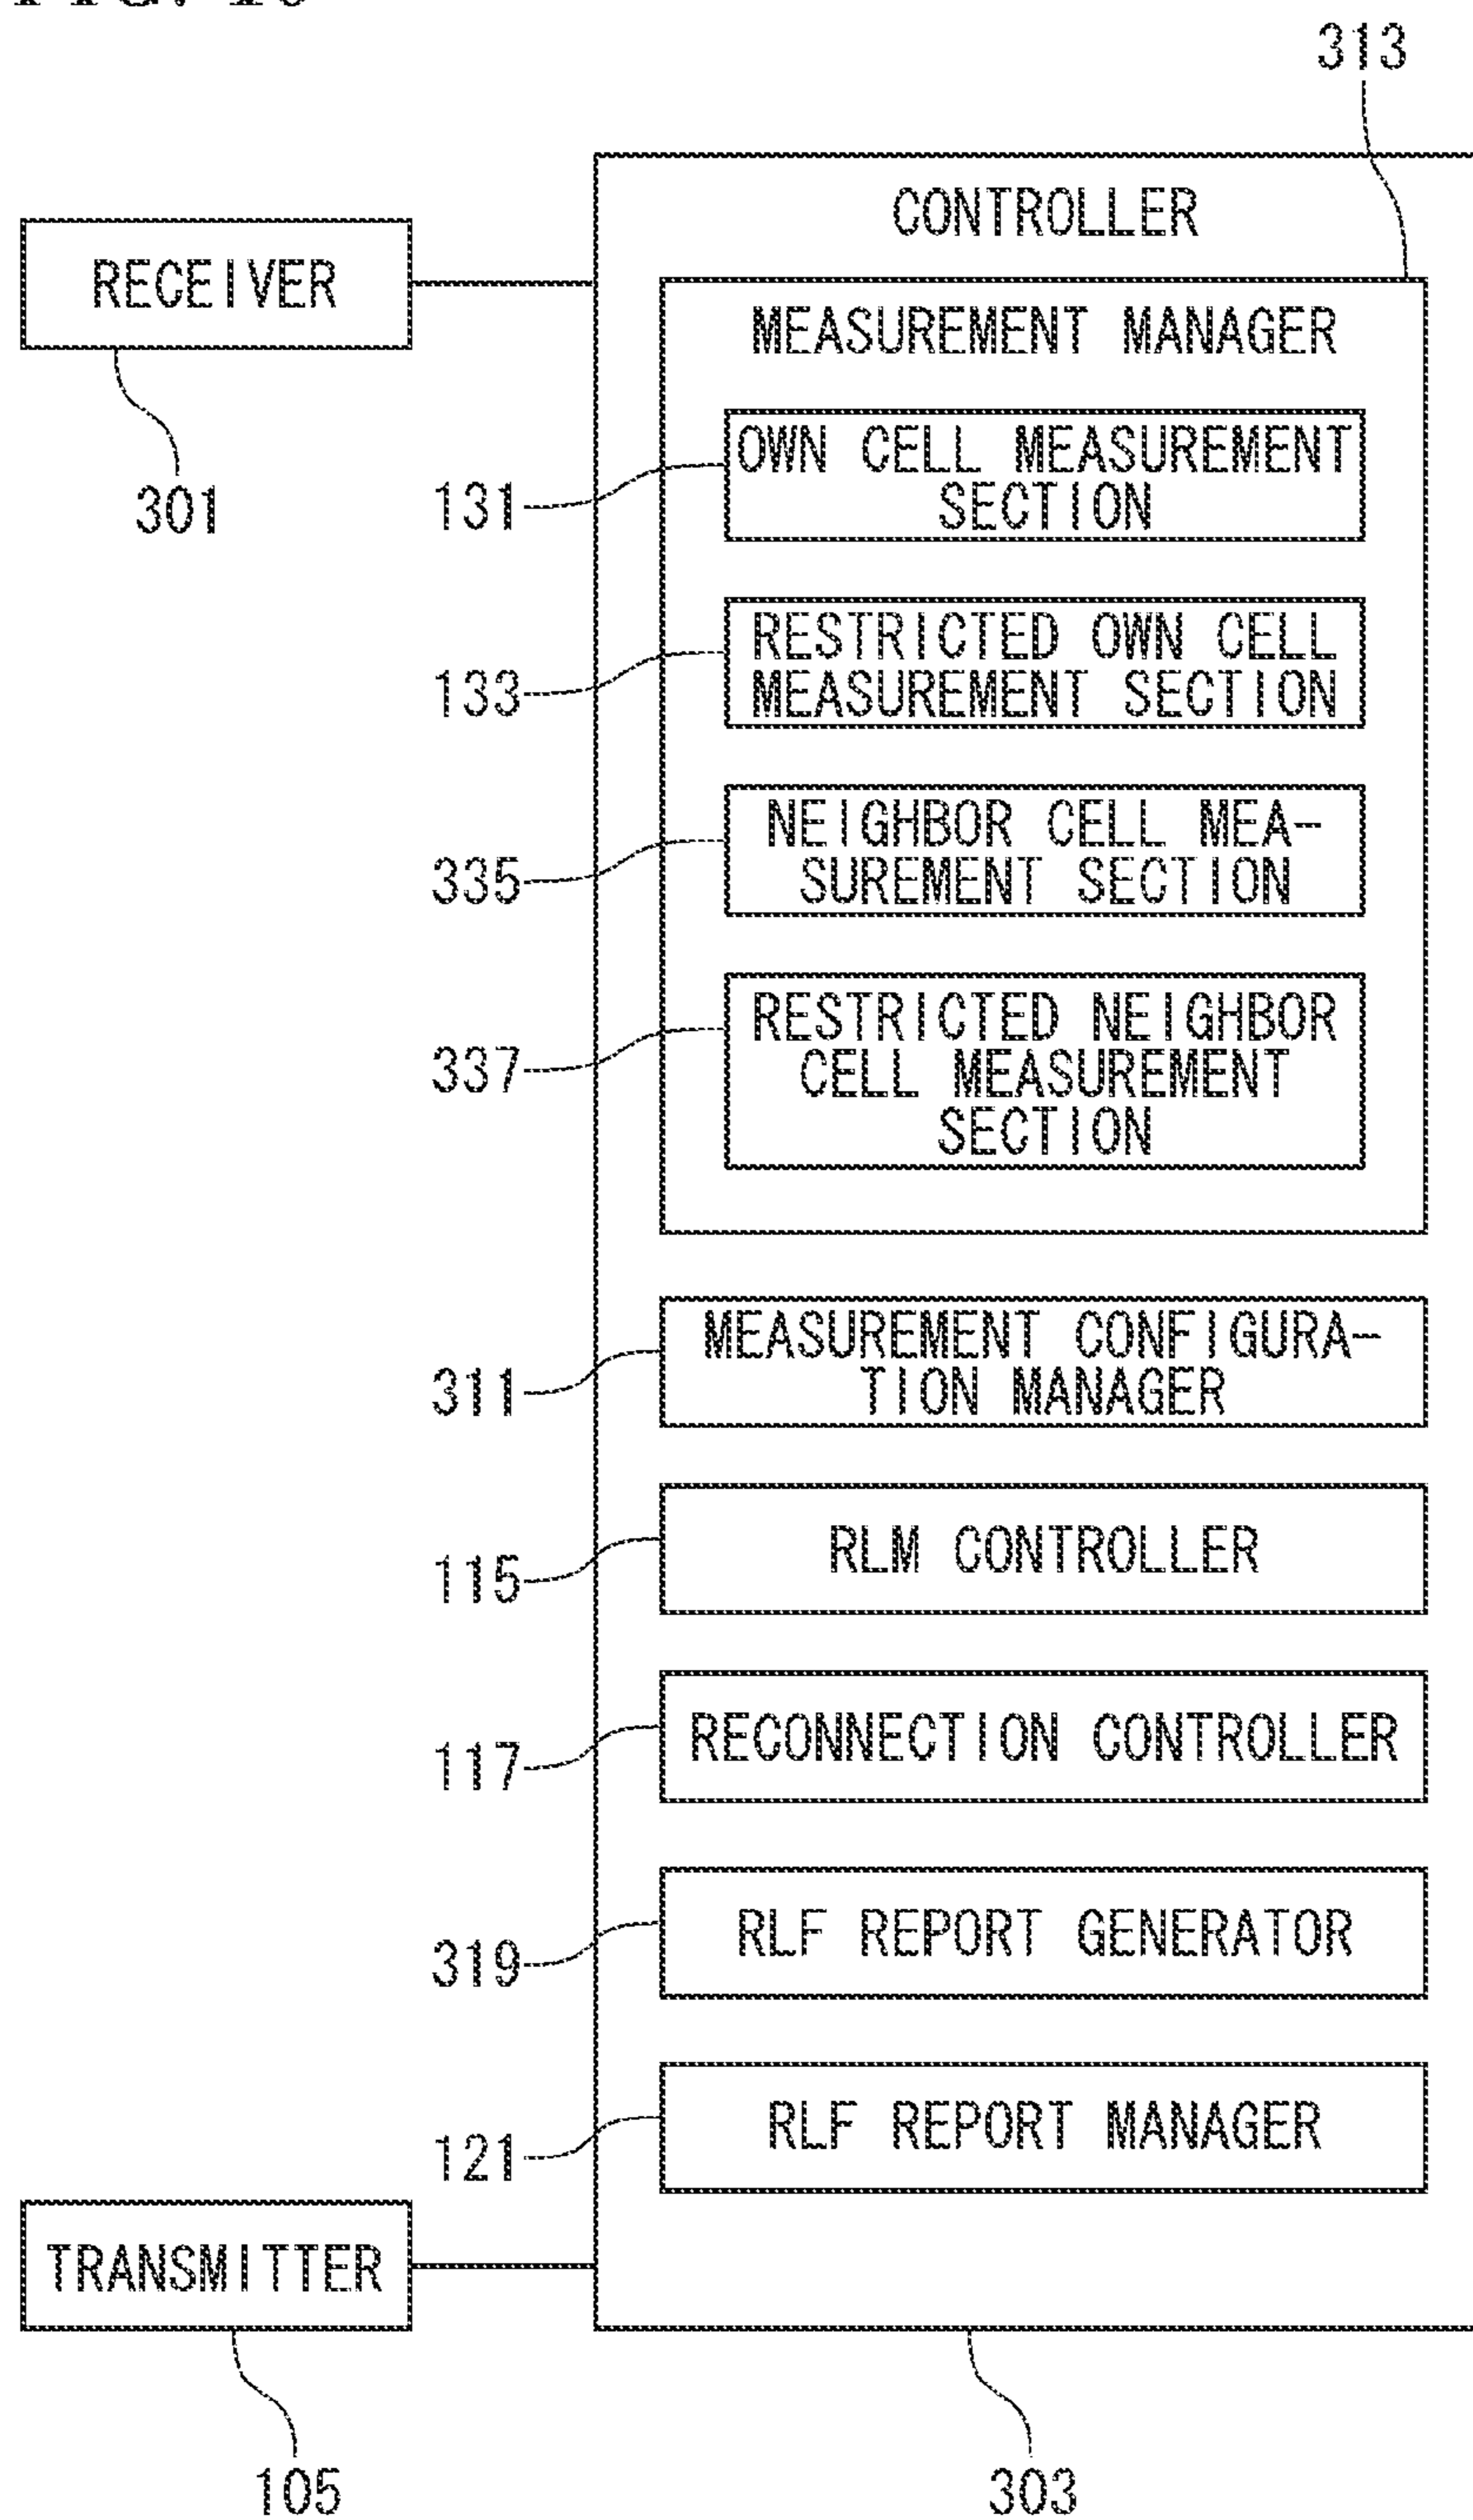 313
CONTROLLER
RECEIVER
MEASUREMENT MANAGER
301
131
OWN CELL MEASUREMENT
SECTION
133
RESTRICTED OWN CELL
MEASUREMENT SECTION
335
NEIGHBOR CELL MEA-
SUREMENT SECTION
337
RESTRICTED NEIGHBOR
CELL MEASUREMENT
SECTION
311
MEASUREMENT CONFIGURA-
TION MANAGER
115
RLM CONTROLLER
117
RECONNECTION CONTROLLER
319
RLF REPORT GENERATOR
121
RLF REPORT MANAGER
TRANSMITTER
105
303